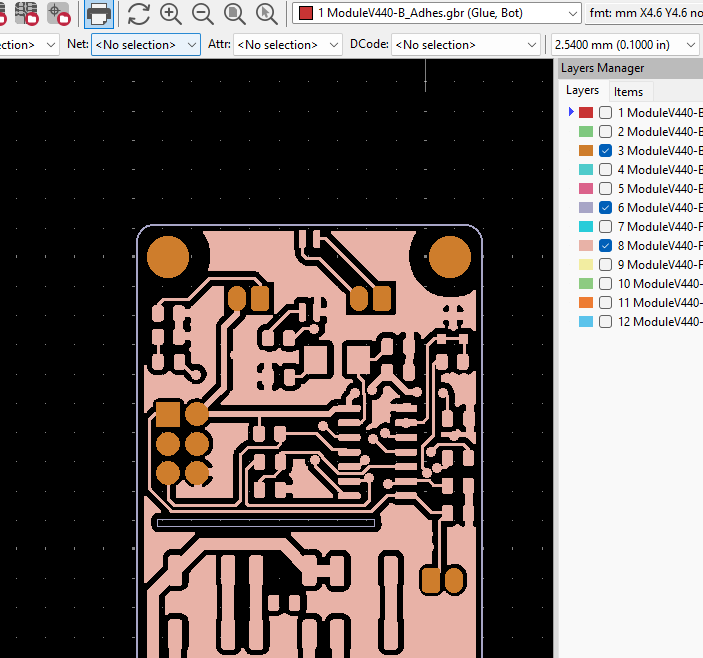 1 ModuleV440-B_Adhes.gbr (Glue, Bot)
fmt: mm X4.6 Y4.6 no
ction>
Net:
<No selection>
Attr:
<No selection>
DCode:
<No selection>
2.5400 mm (0.1000 in)
Layers Manager
Layers
Items
1 ModuleV440-B
2 ModuleV440-B
3 ModuleV440-B
4 ModuleV440-B
5 ModuleV440-B
6 ModuleV440-E
7 ModuleV440-F
8 ModuleV440-F
9 ModuleV440-F
10 ModuleV440-
11 ModuleV440-
12 ModuleV440-